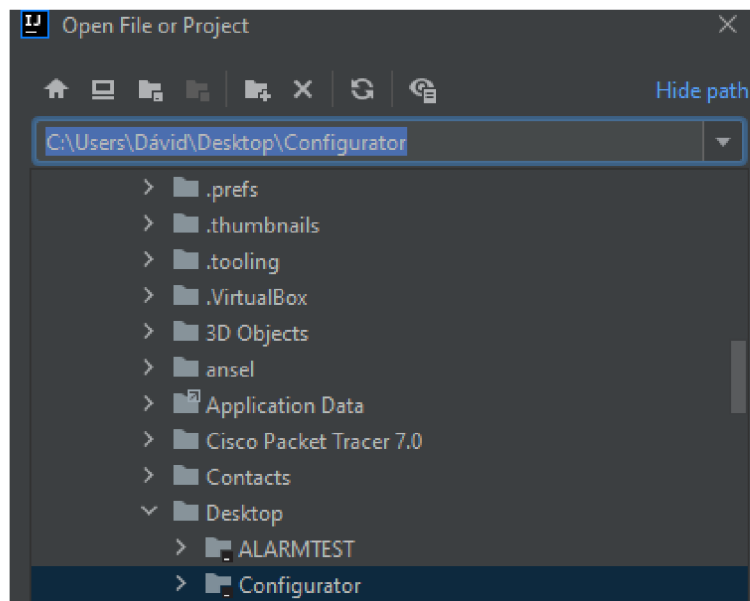 IJ Open File or Project
Hide path
C:\Users\Dávid\Desktop\Configurator
.prefs
.thumbnails
.tooling
.VirtualBox
3D Objects
ansel
Application Data
Cisco Packet Tracer 7.0
Contacts
Desktop
ALARMTEST
Configurator